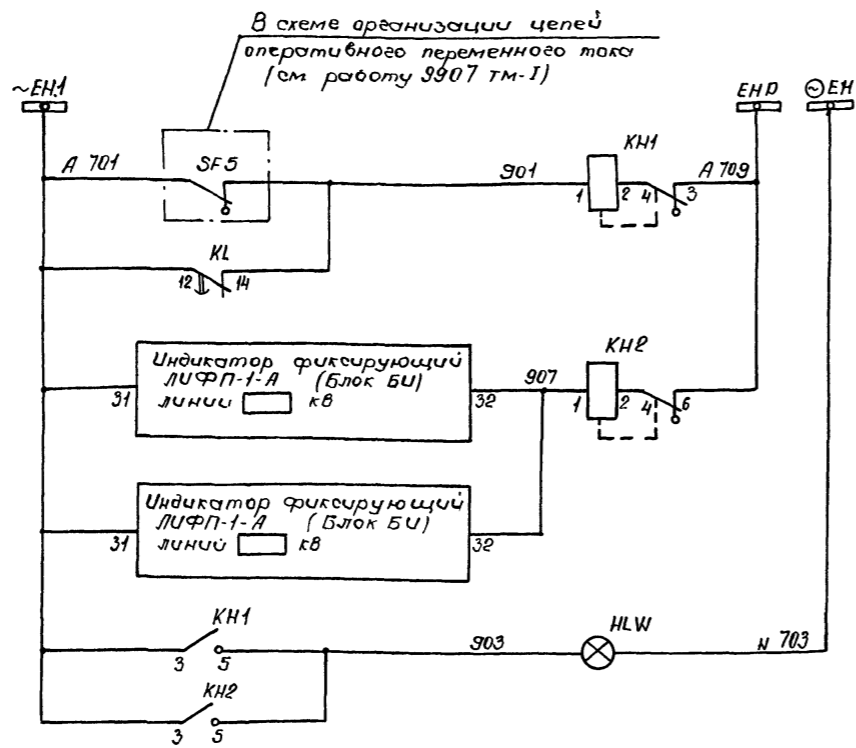 В схеме организации цепей
оперативного переменного тока
(см работу 9907 тм-I)
~ЕН.1
ЕНР
~ЕН
А 701
SF5
901
КН1
А 709
1
2
4
3
KL
12
14
Индикатор фиксирующий
ЛИФП-1-А (Блок БИ)
линий кв
31
32
907
КН2
1
2
4
6
Индикатор фиксирующий
ЛИФП-1-А (Блок БИ)
линий кв
31
32
КН1
3
5
903
HLW
N 703
КН2
3
5